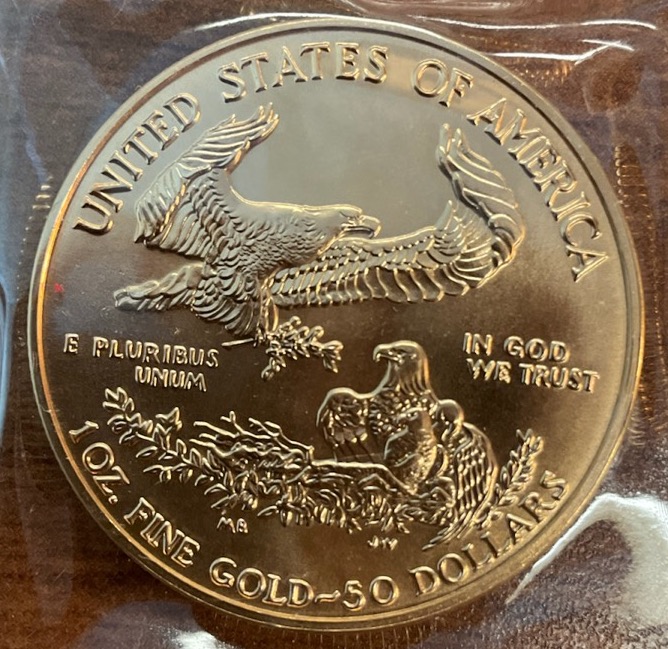 UNITED STATES OF AMERICA
E PLURIBUS
UNUM
IN GOD
WE TRUST
MB
JW
1 OZ. FINE GOLD~50 DOLLARS